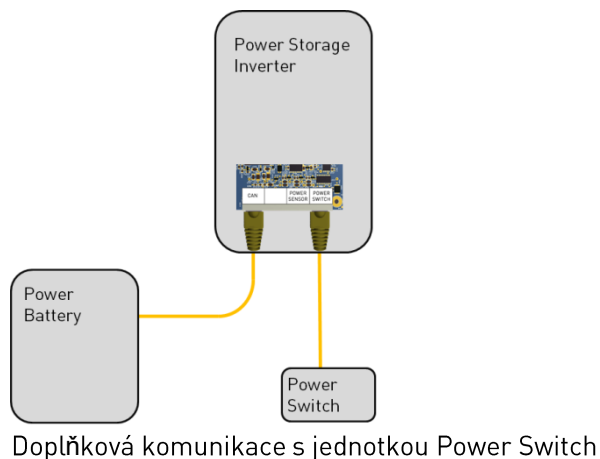 Power Storage
Inverter
CAN
POWER
SENSOR
POWER
SWITCH
Power
Battery
Power
Switch
Doplňková komunikace s jednotkou Power Switch